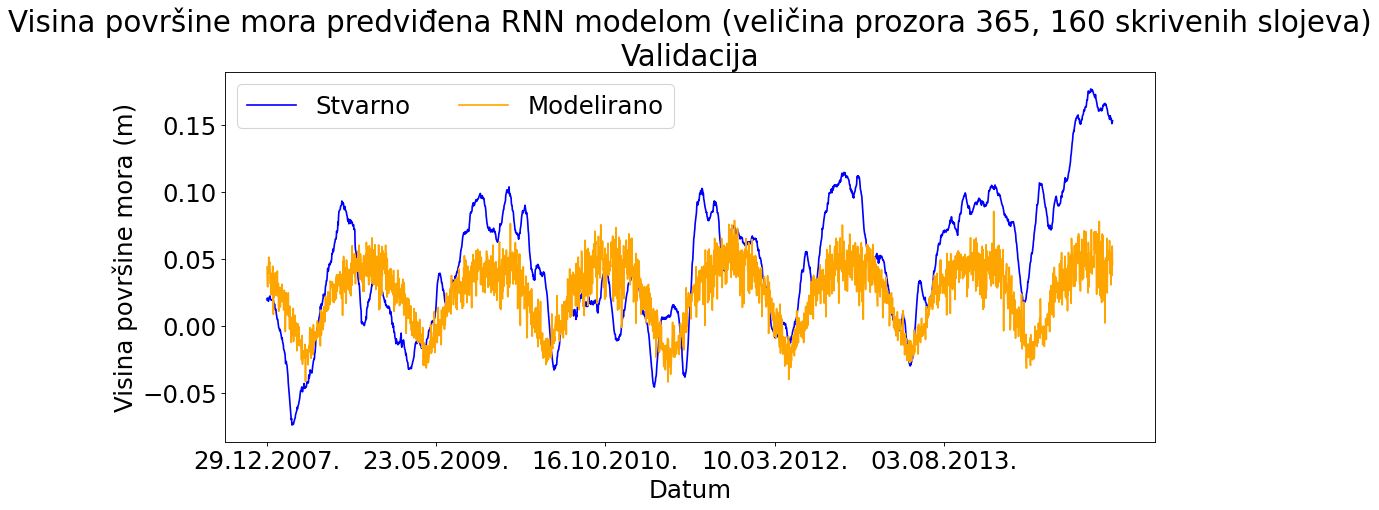 Visina površine mora predviđena RNN modelom (veličina prozora 365, 160 skrivenih slojeva)
Validacija
Stvarno
Modelirano
Visina površine mora (m)
0.15
0.10
0.05
0.00
−0.05
29.12.2007.
23.05.2009.
16.10.2010.
10.03.2012.
03.08.2013.
Datum